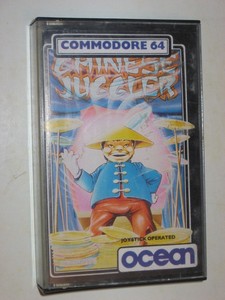 COMMODORE 64
CHINESE
JUGGLER
JOYSTICK OPERATED
ocean